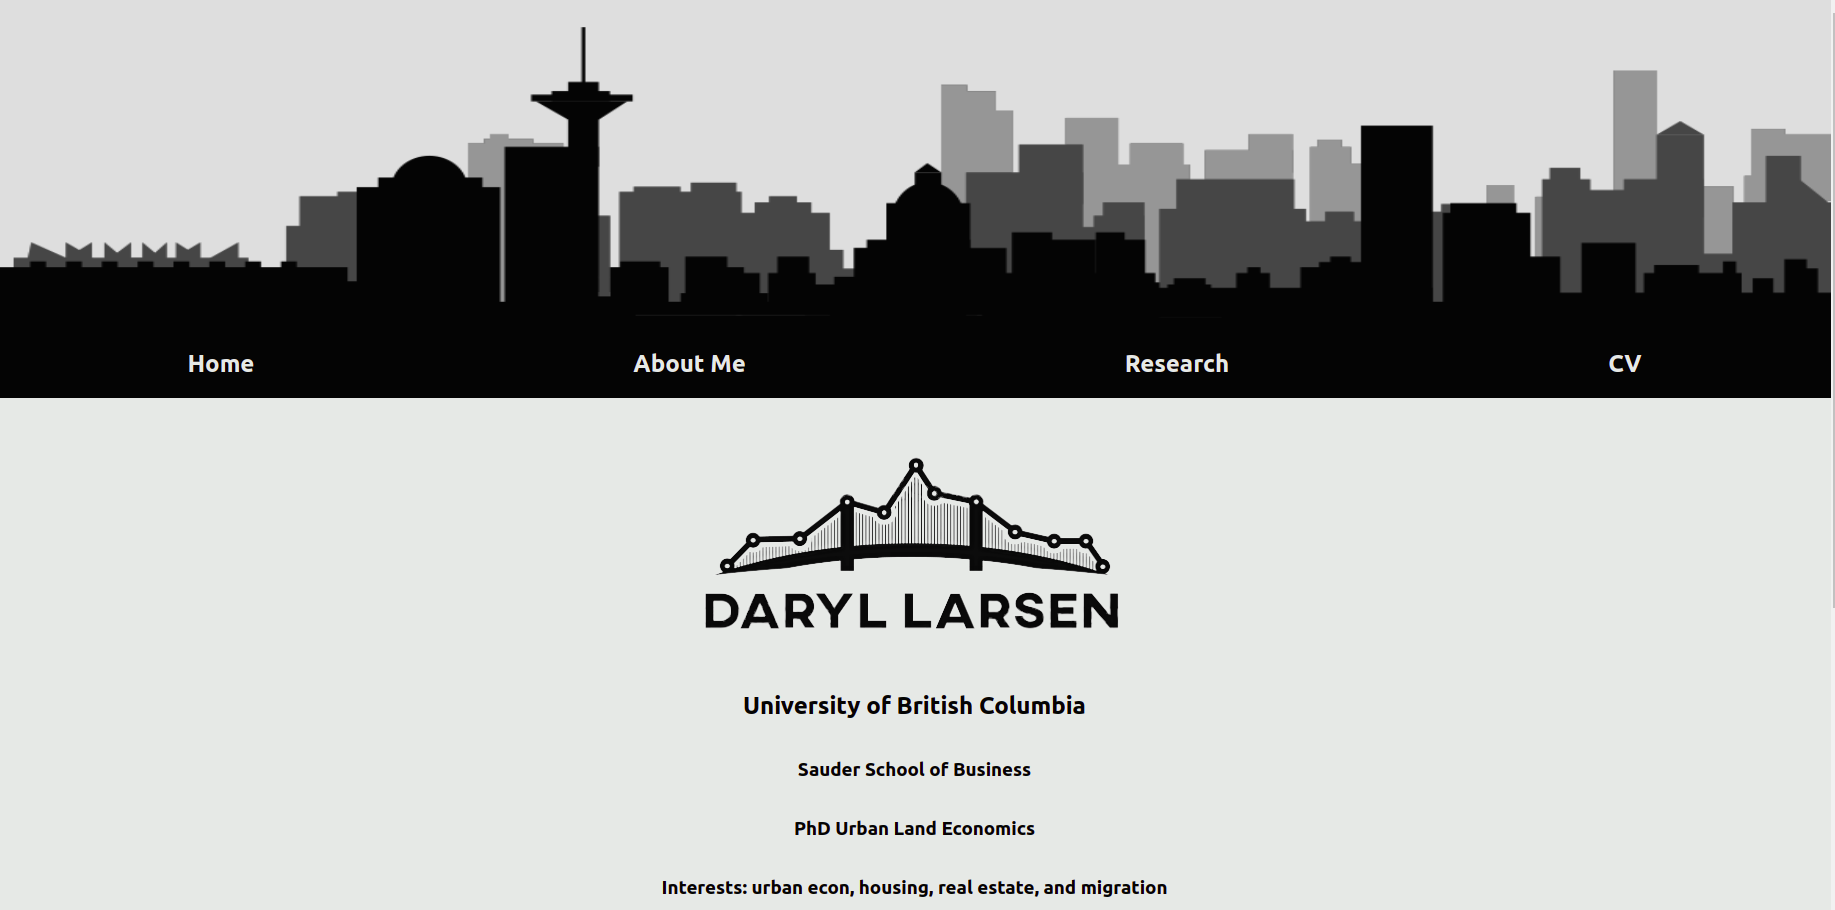 Home About Me Research CV
DARYL LARSEN
University of British Columbia
Sauder School of Business
PhD Urban Land Economics
Interests: urban econ, housing, real estate, and migration